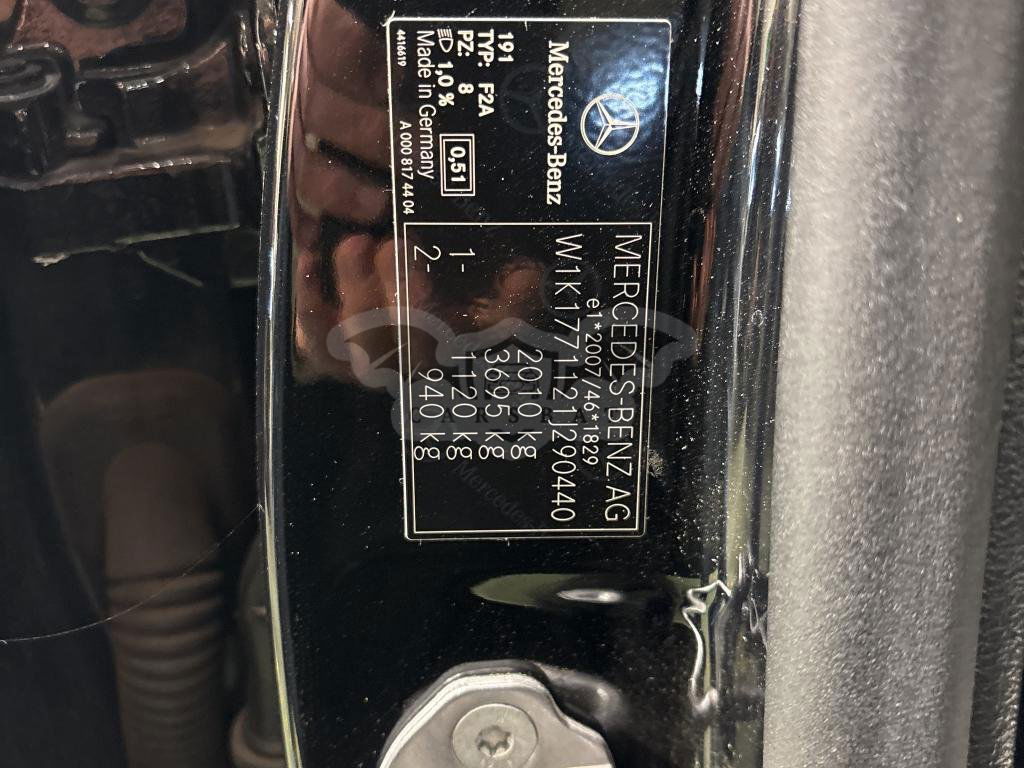 Mercedes-Benz
191
TYP: F2A
PZ: 8
1,0 %
0,51
Made in Germany
4416619
A 000 817 44 04
MERCEDES-BENZ AG
e1*2007/46*1829
W1K1771121J290440
2010 kg
3695 kg
1- 1120 kg
2- 940 kg